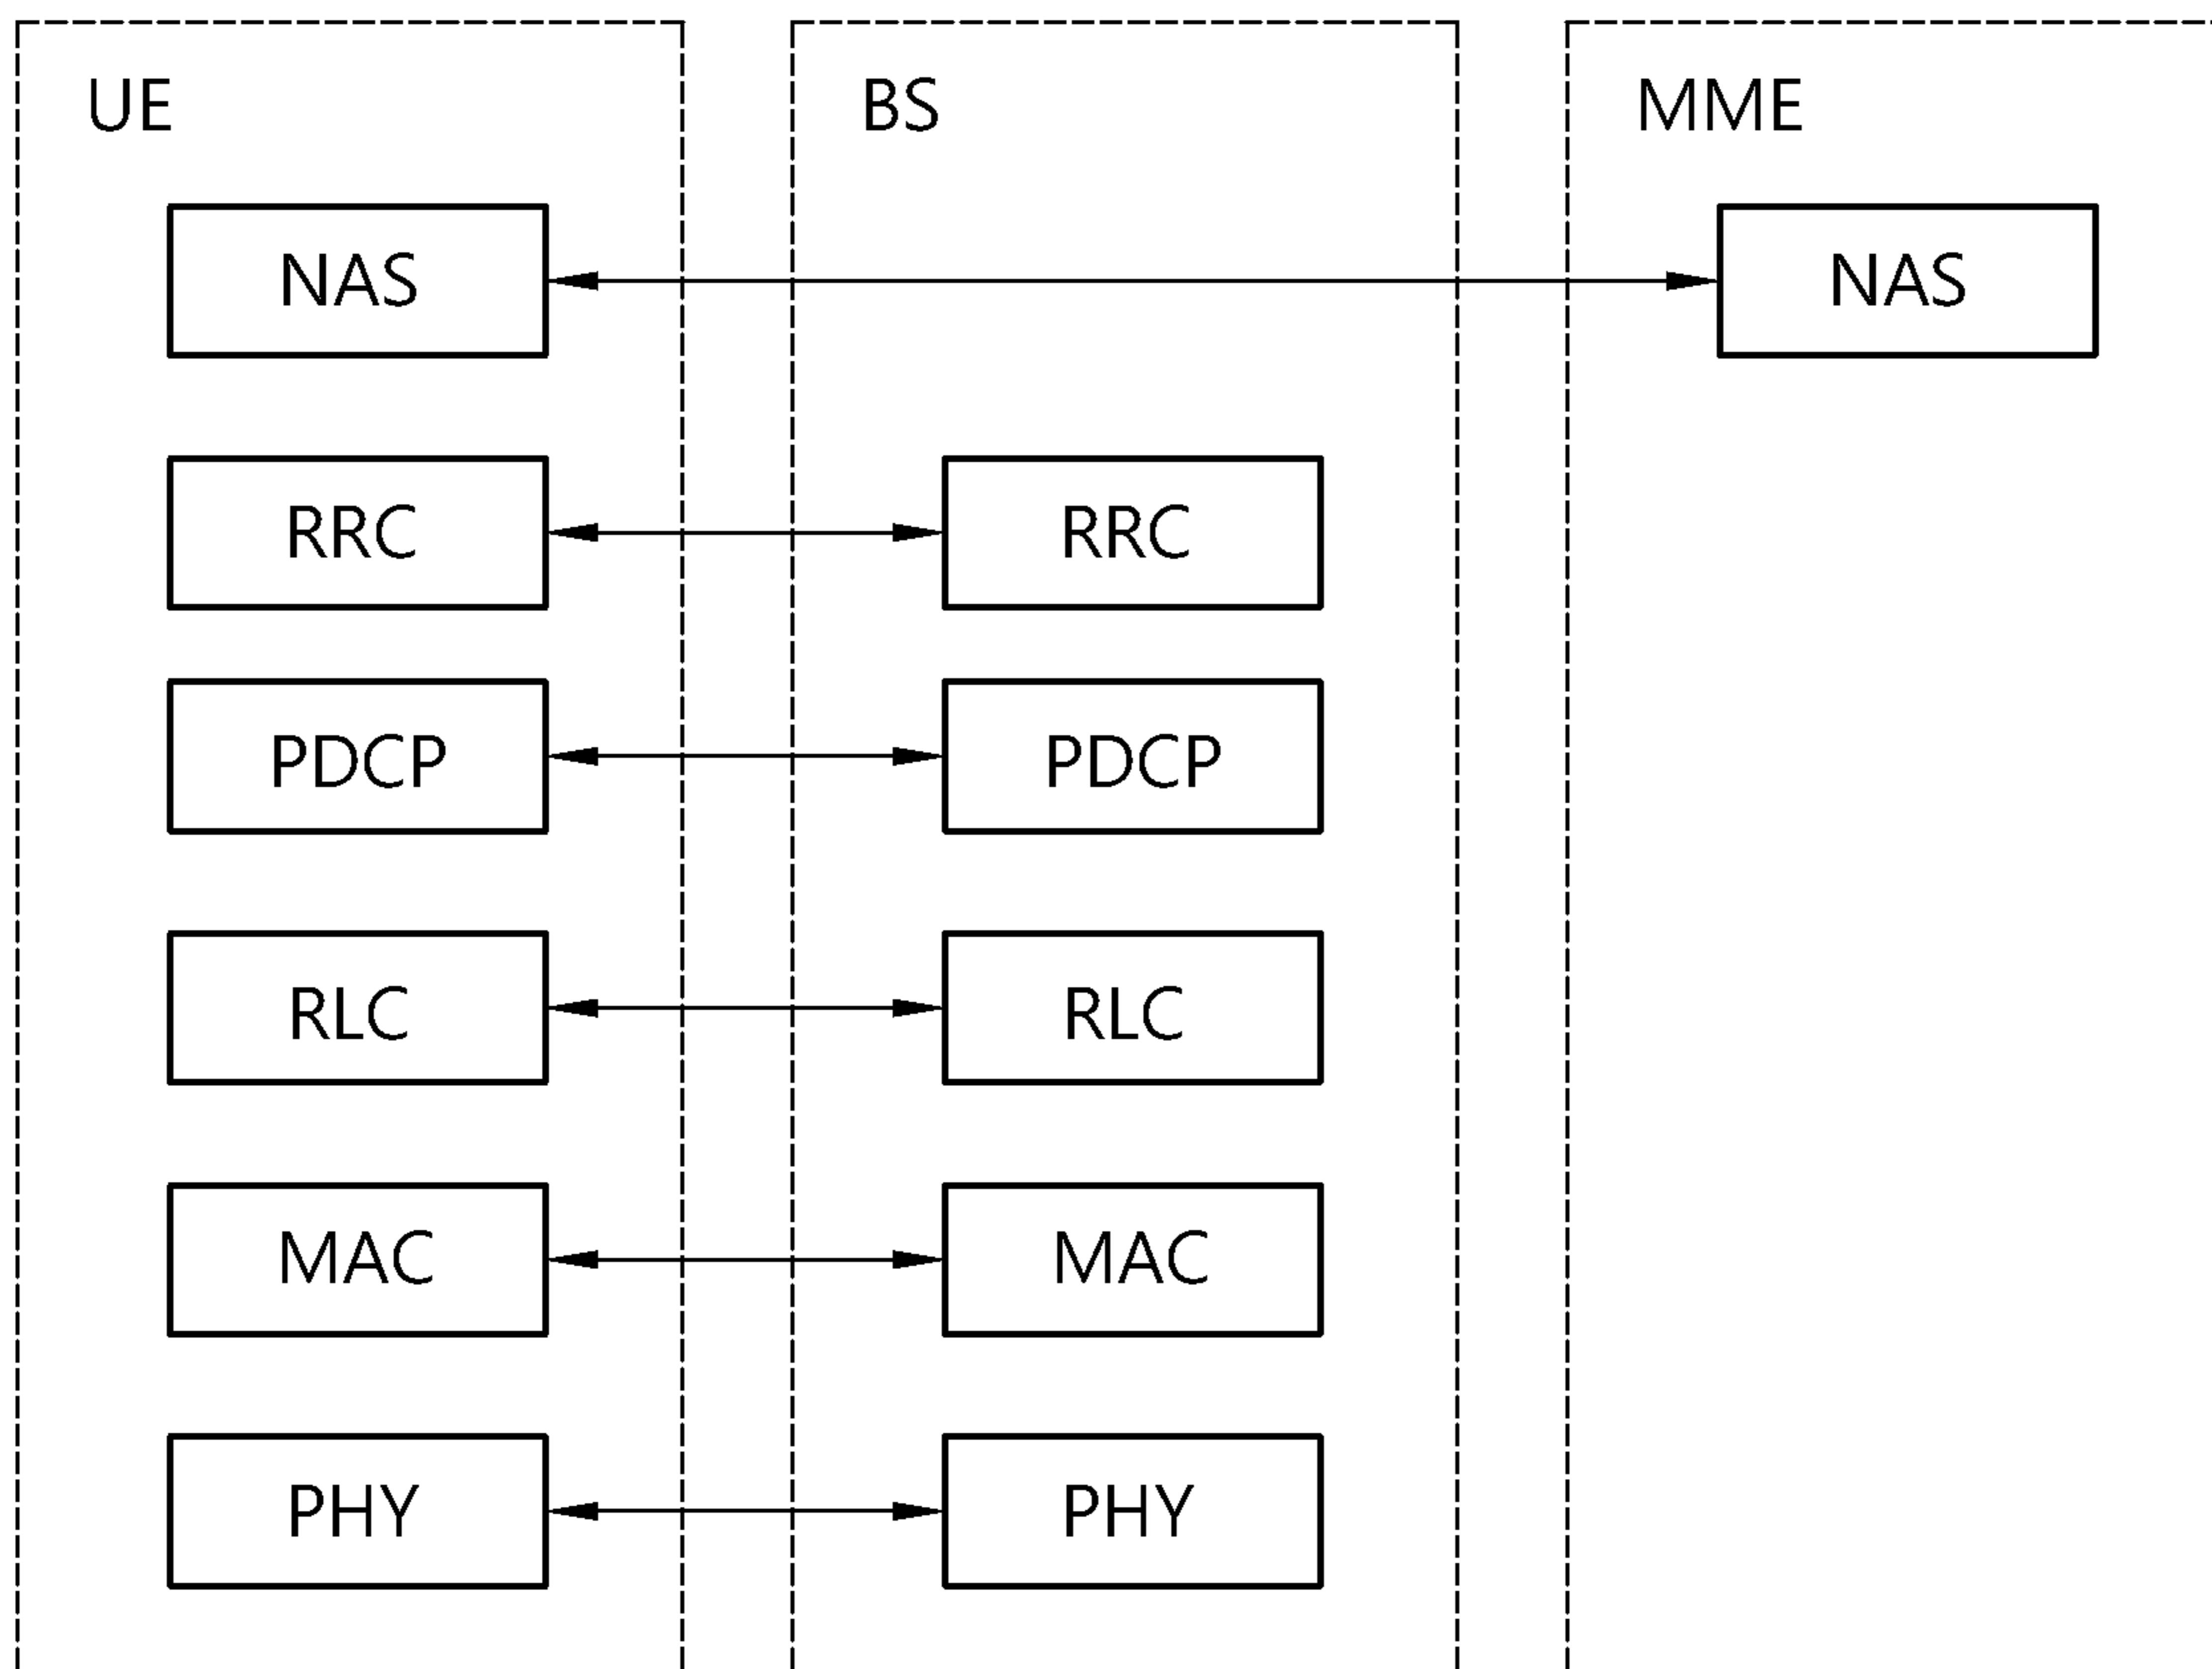 UE BS MME
NAS NAS
RRC RRC
PDCP PDCP
RLC RLC
MAC MAC
PHY PHY